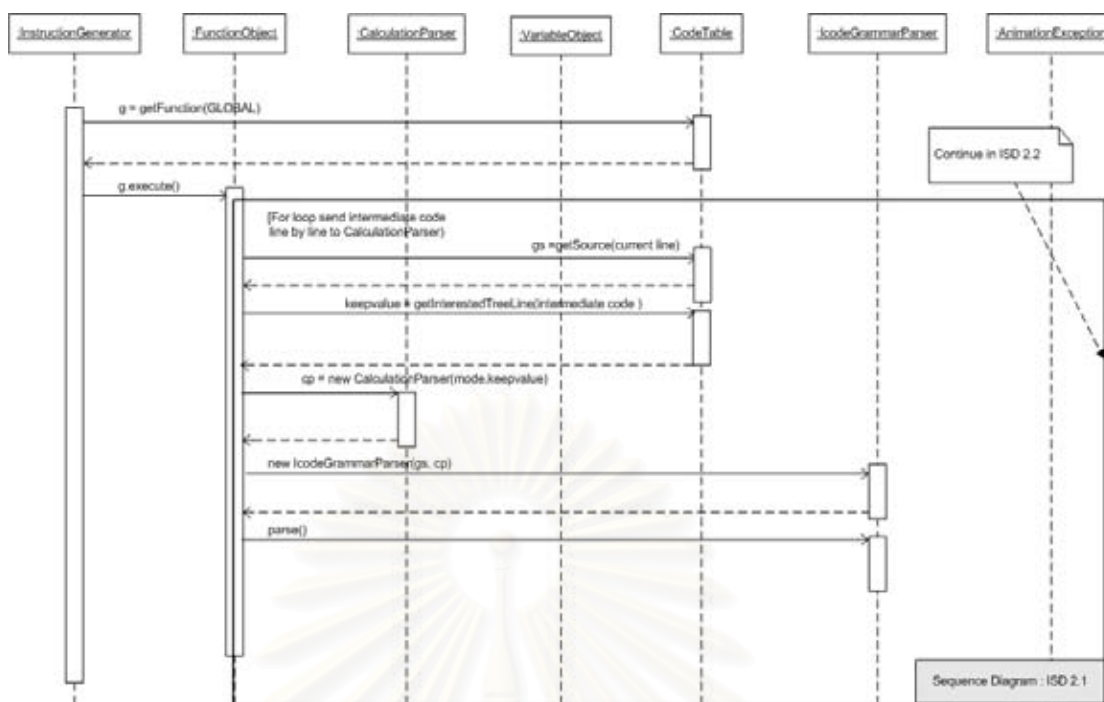 :InstructionGenerator
:FunctionObject
:CalculationParser
:VariableObject
:CodeTable
:IcodeGrammarParser
:AnimationException
g = getFunction(GLOBAL)
Continue in ISD 2.2
g.execute()
[For loop send intermediate code
line by line to CalculationParser)
gs =getSource(current line)
keepvalue = getInterestedTreeLine(intermediate code )
cp = new CalculationParser(mode.keepvalue)
new IcodeGrammarParser(gs, cp)
parse()
Sequence Diagram : ISD 2.1